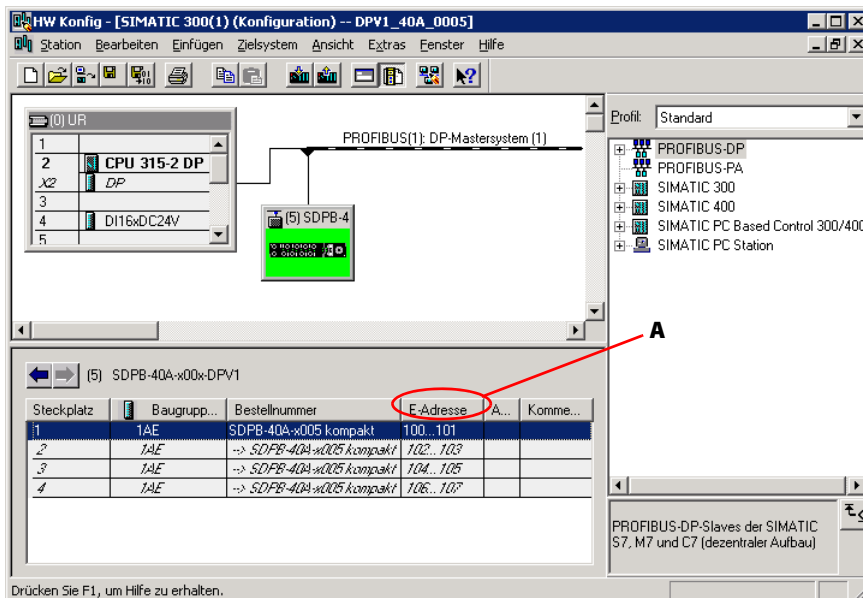 HW Konfig - [SIMATIC 300(1) (Konfiguration) -- DPV1_40A_0005]
Station Bearbeiten Einfügen Zielsystem Ansicht Extras Fenster Hilfe
(0) UR
1
2 CPU 315-2 DP
X2 DP
3
4 DI16xDC24V
5
PROFIBUS(1): DP-Mastersystem (1)
(5) SDPB-4
Profil: Standard
PROFIBUS-DP
PROFIBUS-PA
SIMATIC 300
SIMATIC 400
SIMATIC PC Based Control 300/400
SIMATIC PC Station
A
(5) SDPB-40A-x00x-DPV1
Steckplatz Baugrupp... Bestellnummer E-Adresse A... Komme...
1 1AE SDPB-40A-x005 kompakt 100...101
2 1AE --> SDPB-40A-x005 kompakt 102...103
3 1AE --> SDPB-40A-x005 kompakt 104...105
4 1AE --> SDPB-40A-x005 kompakt 106...107
PROFIBUS-DP-Slaves der SIMATIC
S7, M7 und C7 (dezentraler Aufbau)
Drücken Sie F1, um Hilfe zu erhalten.